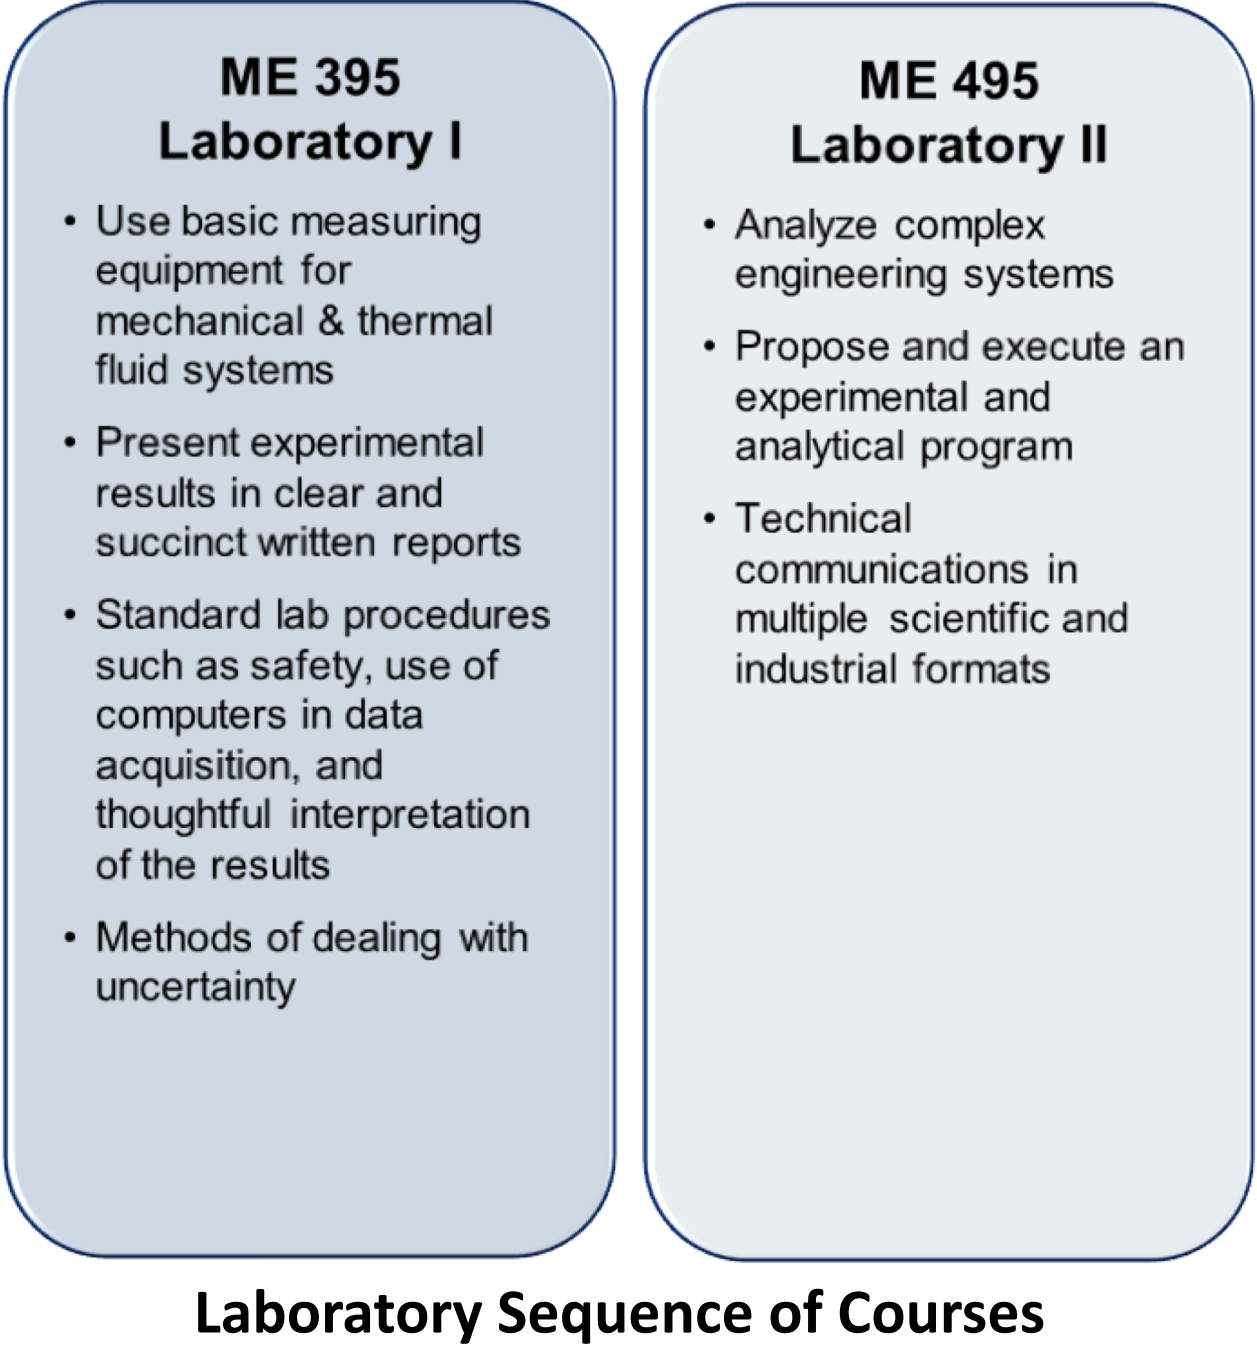 ME 395
Laboratory I
• Use basic measuring
equipment for
mechanical & thermal
fluid systems
• Present experimental
results in clear and
succinct written reports
• Standard lab procedures
such as safety, use of
computers in data
acquisition, and
thoughtful interpretation
of the results
• Methods of dealing with
uncertainty
ME 495
Laboratory II
• Analyze complex
engineering systems
• Propose and execute an
experimental and
analytical program
• Technical
communications in
multiple scientific and
industrial formats
Laboratory Sequence of Courses